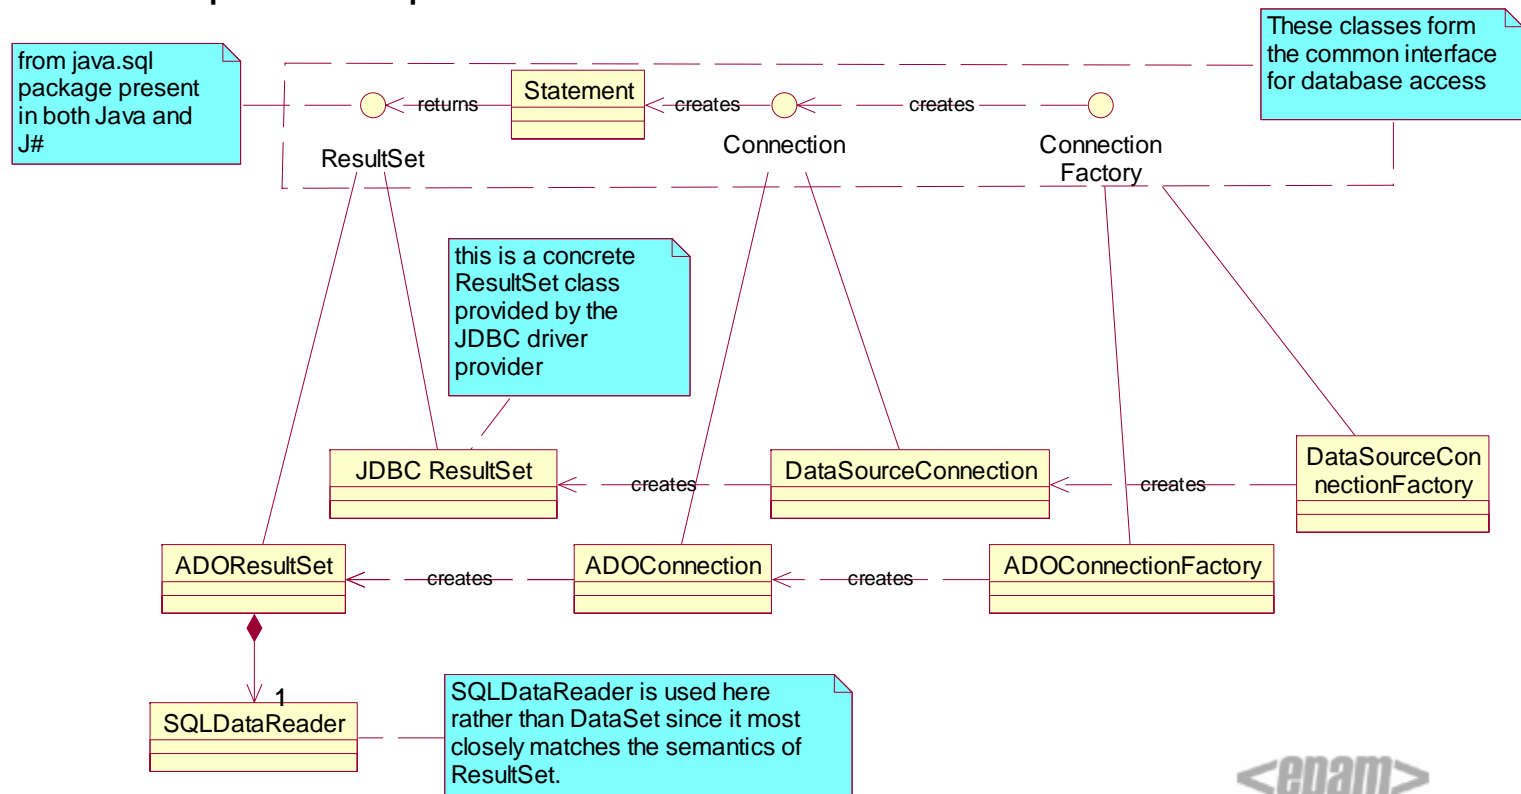 from java.sql
package present
in both Java and
J#
These classes form
the common interface
for database access
returns
Statement
creates
creates
ResultSet
Connection
Connection
Factory
this is a concrete
ResultSet class
provided by the
JDBC driver
provider
JDBC ResultSet
creates
DataSourceConnection
creates
DataSourceCon
nectionFactory
ADOResultSet
creates
ADOConnection
creates
ADOConnectionFactory
1
SQLDataReader
SQLDataReader is used here
rather than DataSet since it most
closely matches the semantics of
ResultSet.
<epam>